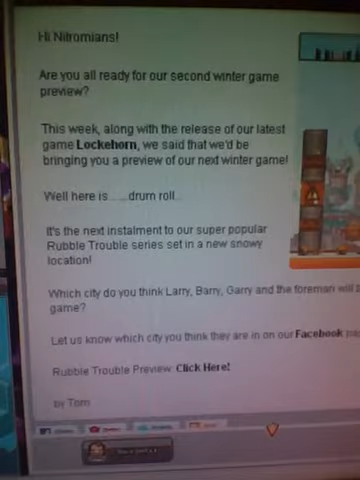 Hi Nitromians!
Are you all ready for our second winter game
preview?
This week, along with the release of our latest
game Lockehorn, we said that we'd be
bringing you a preview of our next winter game!
Well here is......drum roll...
It's the next instalment to our super popular
Rubble Trouble series set in a new snowy
location!
Which city do you think Larry, Barry, Garry and the foreman will
game?
Let us know which city you think they are in on our Facebook
Rubble Trouble Preview Click Here!
by Tom